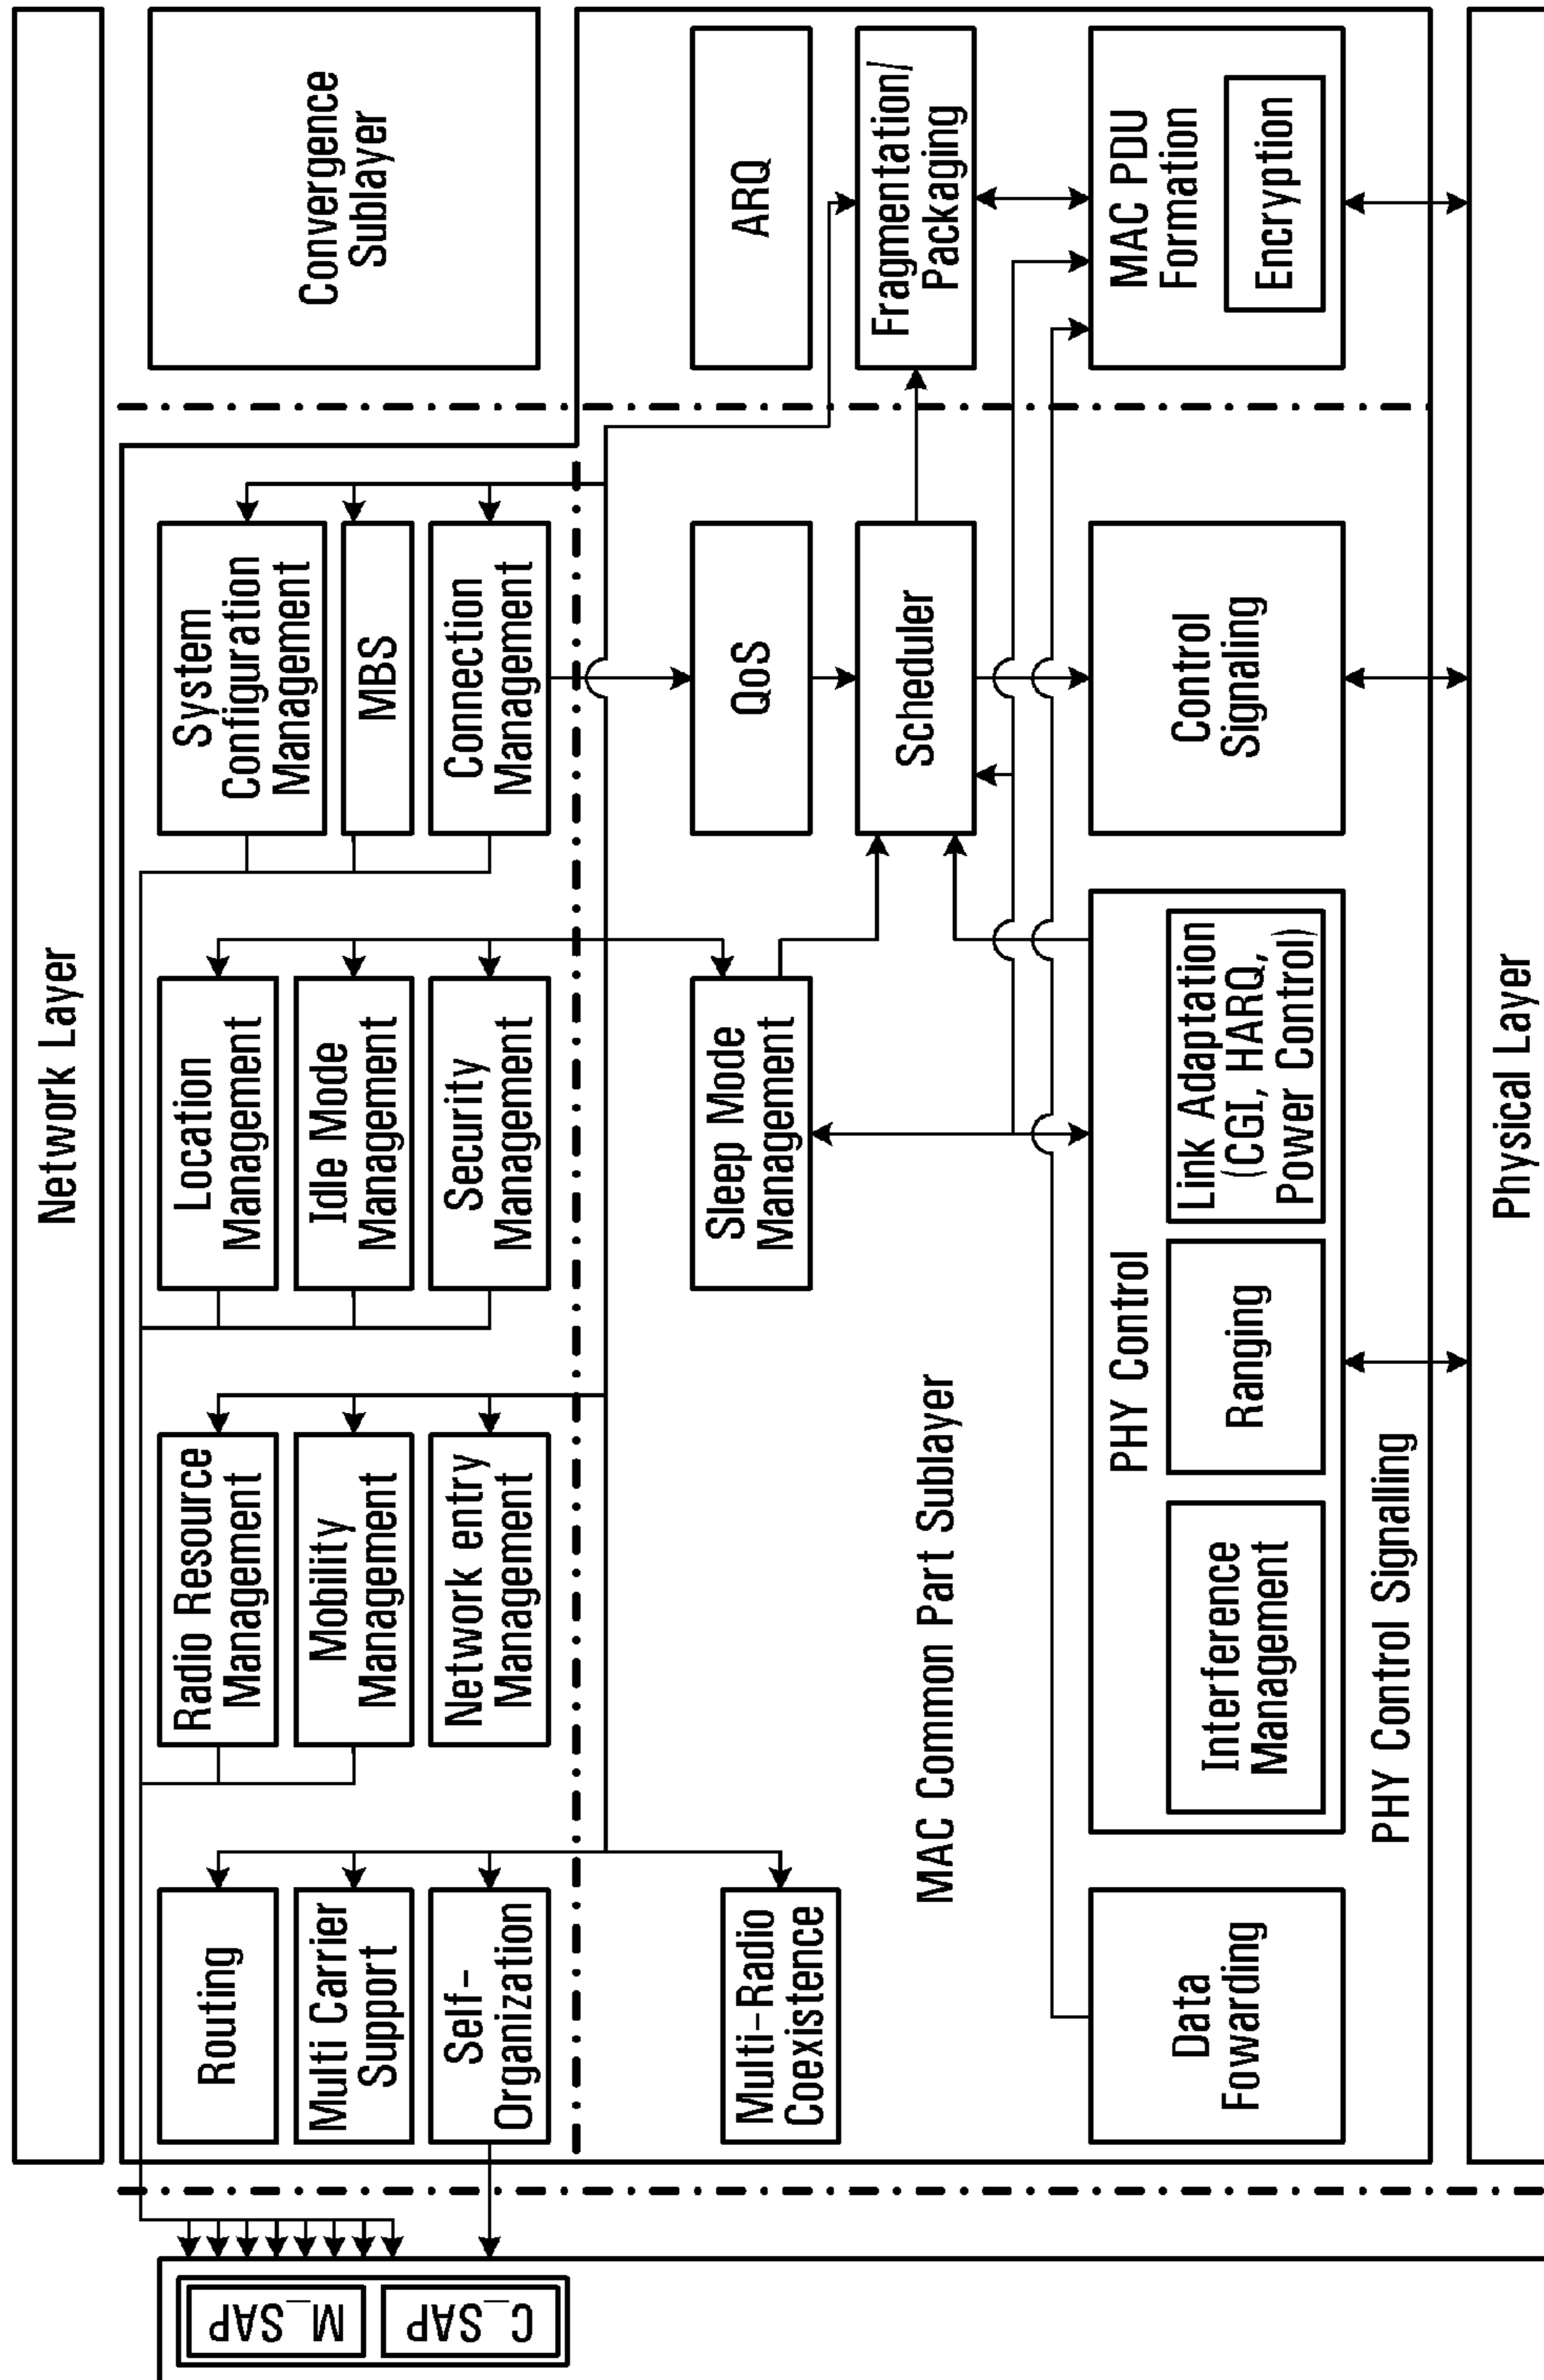 Network Layer
M_SAP
C_SAP
Routing
Multi Carrier
Support
Self-
Organization
Radio Resource
Management
Mobility
Management
Network entry
Management
Location
Management
Idle Mode
Management
Security
Management
System
Configuration
Management
MBS
Connection
Management
Convergence
Sublayer
Multi-Radio
Coexistence
Sleep Mode
Management
QoS
ARQ
Scheduler
Fragmentation/
Packaging
MAC Common Part Sublayer
Data
Fowarding
PHY Control
Interference
Management
Ranging
Link Adaptation
(CGI, HARQ,
Power Control)
Control
Signaling
MAC PDU
Formation
Encryption
PHY Control Signalling
Physical Layer